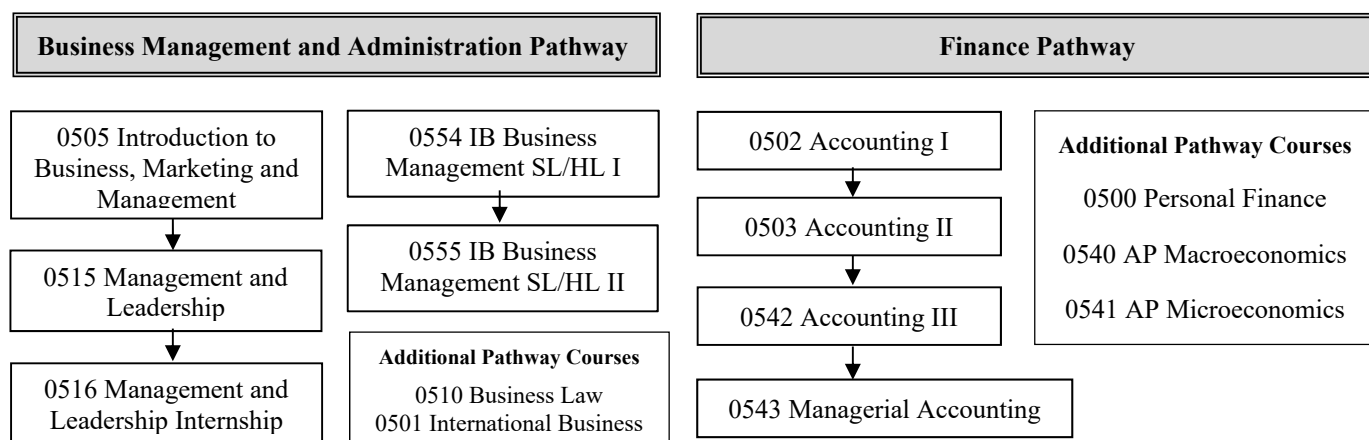 Business Management and Administration Pathway
0505 Introduction to
Business, Marketing and
Management
0515 Management and
Leadership
0516 Management and
Leadership Internship
0554 IB Business
Management SL/HL I
0555 IB Business
Management SL/HL II
Additional Pathway Courses
0510 Business Law
0501 International Business
Finance Pathway
0502 Accounting I
0503 Accounting II
0542 Accounting III
0543 Managerial Accounting
Additional Pathway Courses
0500 Personal Finance
0540 AP Macroeconomics
0541 AP Microeconomics